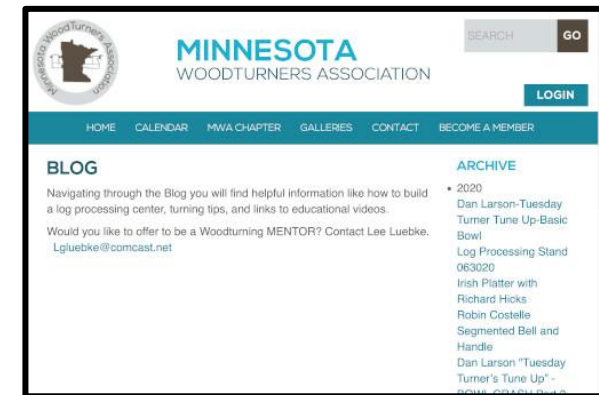 Minnesota WoodTurners Association
MINNESOTA
WOODTURNERS ASSOCIATION
SEARCH
GO
LOGIN
HOME CALENDAR MWA CHAPTER GALLERIES CONTACT BECOME A MEMBER
BLOG
Navigating through the Blog you will find helpful information like how to build
a log processing center, turning tips, and links to educational videos.
Would you like to offer to be a Woodturning MENTOR? Contact Lee Luebke.
Lgluebke@comcast.net
ARCHIVE
• 2020
Dan Larson-Tuesday
Turner Tune Up-Basic
Bowl
Log Processing Stand
063020
Irish Platter with
Richard Hicks
Robin Costelle
Segmented Bell and
Handle
Dan Larson "Tuesday
Turner's Tune Up" -
BOWL CRASH Part 2